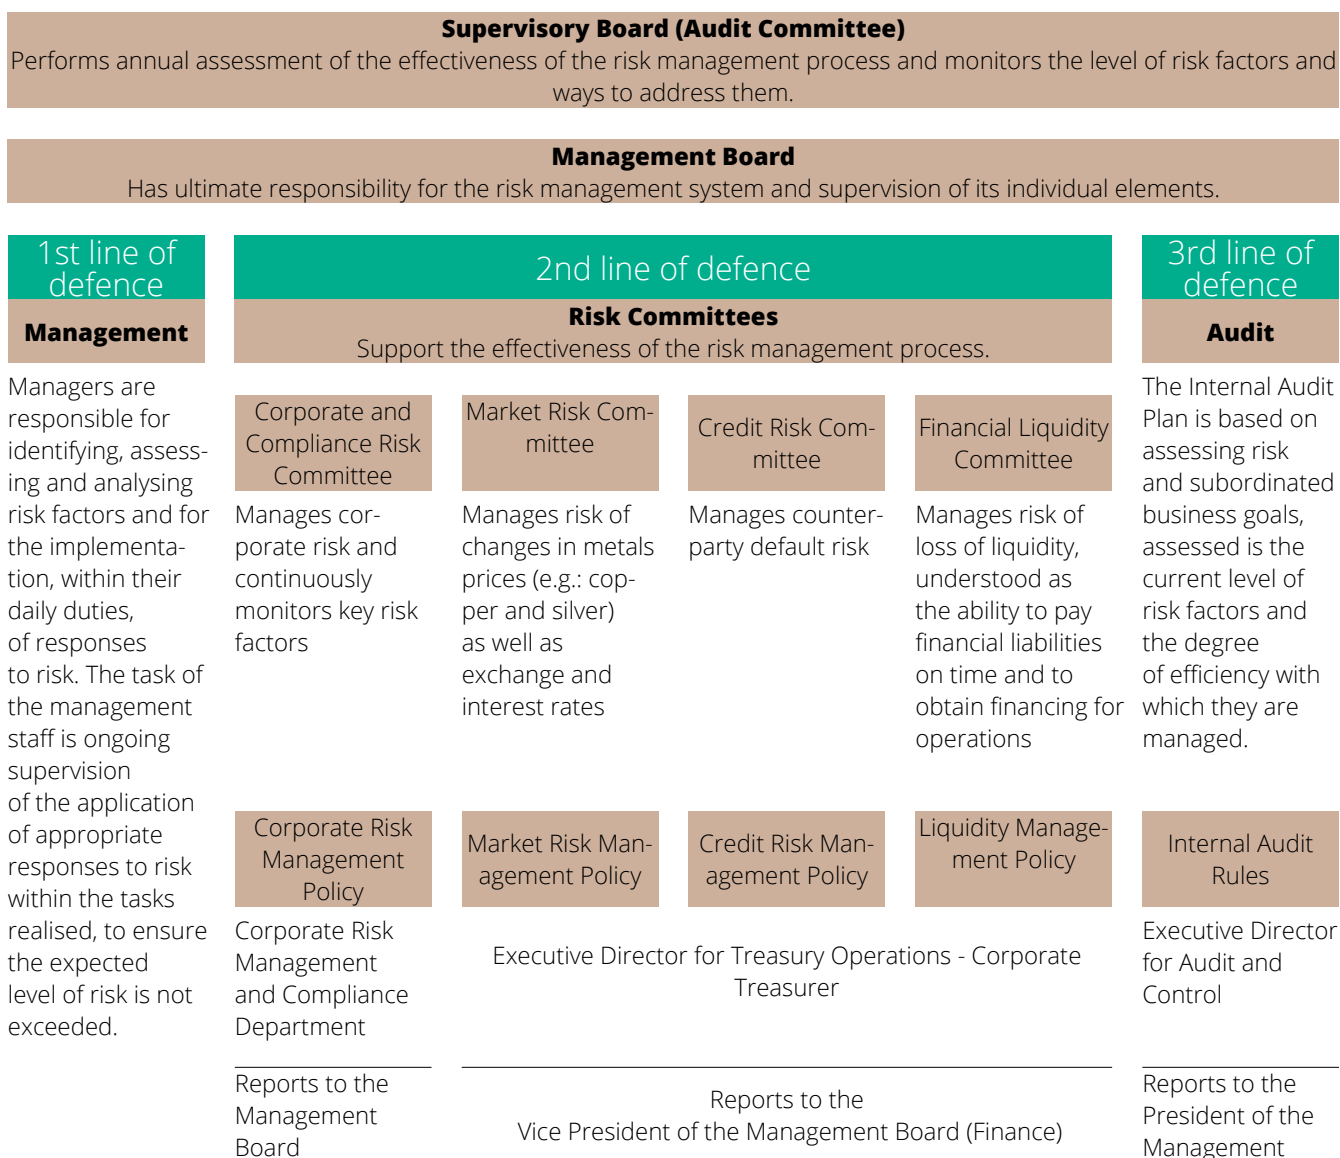 Supervisory Board (Audit Committee)
Performs annual assessment of the effectiveness of the risk management process and monitors the level of risk factors and
ways to address them.
Management Board
Has ultimate responsibility for the risk management system and supervision of its individual elements.
1st line of
defence
Management
Managers are
responsible for
identifying, assess-
ing and analysing
risk factors and for
the implementa-
tion, within their
daily duties,
of responses
to risk. The task of
the management
staff is ongoing
supervision
of the application
of appropriate
responses to risk
within the tasks
realised, to ensure
the expected
level of risk is not
exceeded.
2nd line of defence
Risk Committees
Support the effectiveness of the risk management process.
Corporate and
Compliance Risk
Committee
Manages cor-
porate risk and
continuously
monitors key risk
factors
Market Risk Com-
mittee
Manages risk of
changes in metals
prices (e.g.: cop-
per and silver)
as well as
exchange and
interest rates
Credit Risk Com-
mittee
Manages counter-
party default risk
Financial Liquidity
Committee
Manages risk of
loss of liquidity,
understood as
the ability to pay
financial liabilities
on time and to
obtain financing for
operations
Corporate Risk
Management
Policy
Market Risk Man-
agement Policy
Credit Risk Man-
agement Policy
Liquidity Manage-
ment Policy
Corporate Risk
Management
and Compliance
Department
Executive Director for Treasury Operations - Corporate
Treasurer
Reports to the
Management
Board
Reports to the
Vice President of the Management Board (Finance)
3rd line of
defence
Audit
The Internal Audit
Plan is based on
assessing risk
and subordinated
business goals,
assessed is the
current level of
risk factors and
the degree
of efficiency with
which they are
managed.
Internal Audit
Rules
Executive Director
for Audit and
Control
Reports to the
President of the
Management